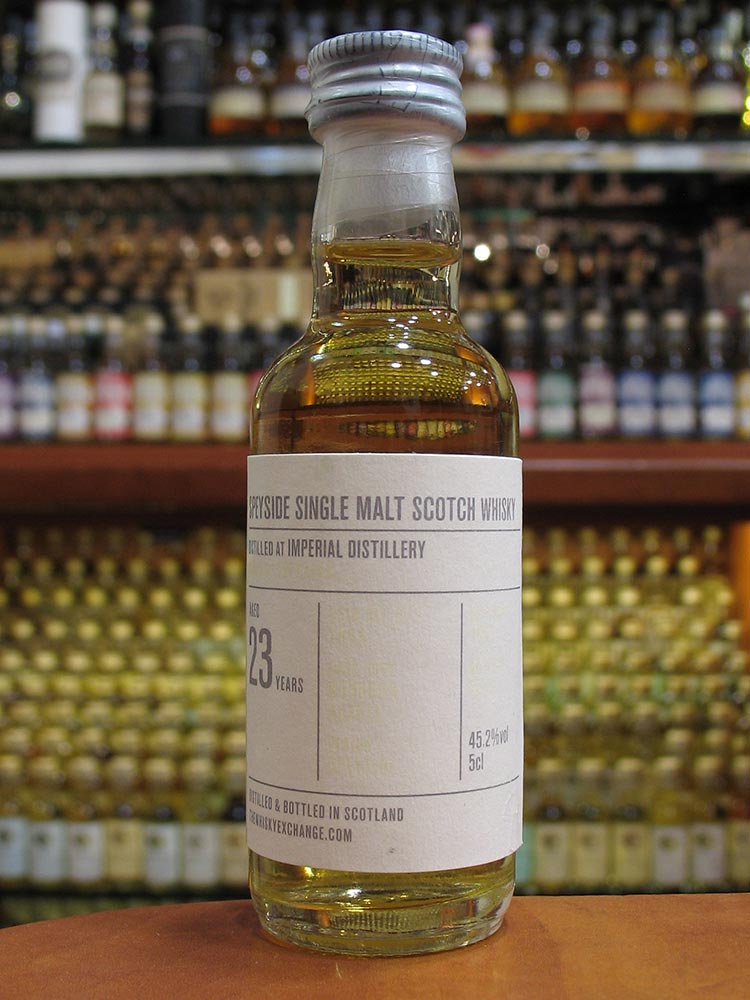 SPEYSIDE SINGLE MALT SCOTCH WHISKY
DISTILLED AT IMPERIAL DISTILLERY
AGED
23 YEARS
45.2%vol
5cl
DISTILLED & BOTTLED IN SCOTLAND
THEWHISKYEXCHANGE.COM